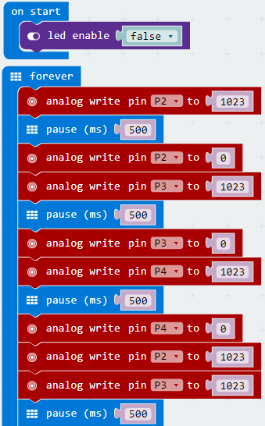 on start
led enable false
forever
analog write pin P2 to 1023
pause (ms) 500
analog write pin P2 to 0
analog write pin P3 to 1023
pause (ms) 500
analog write pin P3 to 0
analog write pin P4 to 1023
pause (ms) 500
analog write pin P4 to 0
analog write pin P2 to 1023
analog write pin P3 to 1023
pause (ms) 500